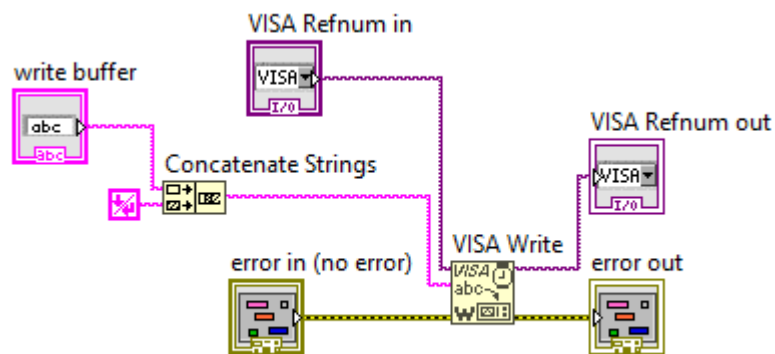 VISA Refnum in
write buffer
VISA
I/O
abc
abc
VISA Refnum out
Concatenate Strings
VISA
I/O
VISA Write
error in (no error)
VISA
abc
W
error out